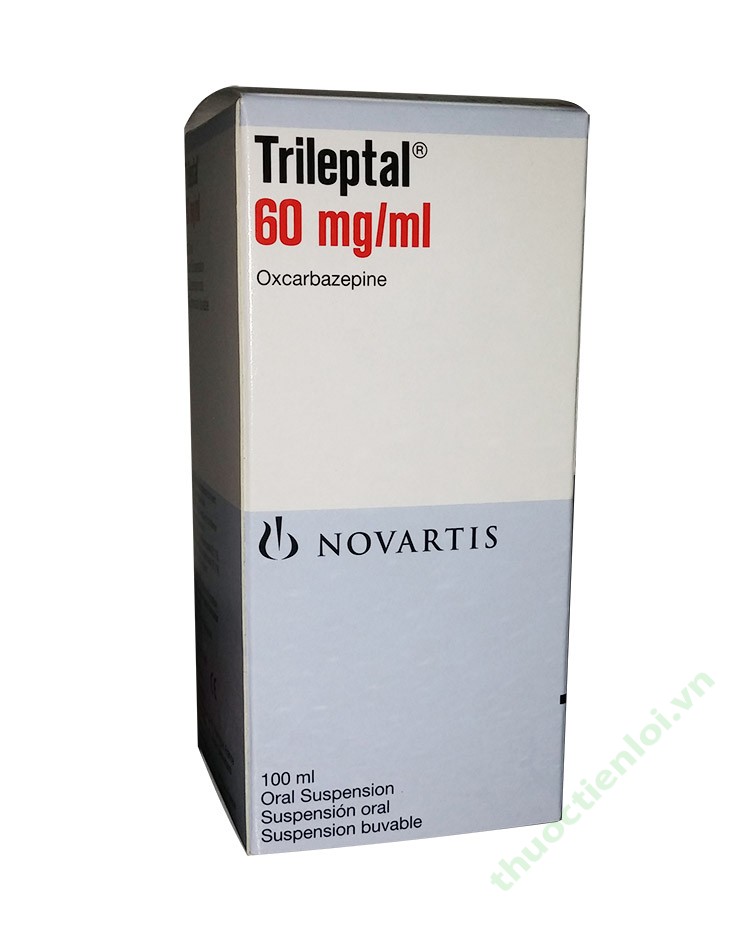 Trileptal®
60 mg/ml
Oxcarbazepine
NOVARTIS
100 ml
Oral Suspension
Suspensión oral
Suspension buvable
thuoctienloi.vn